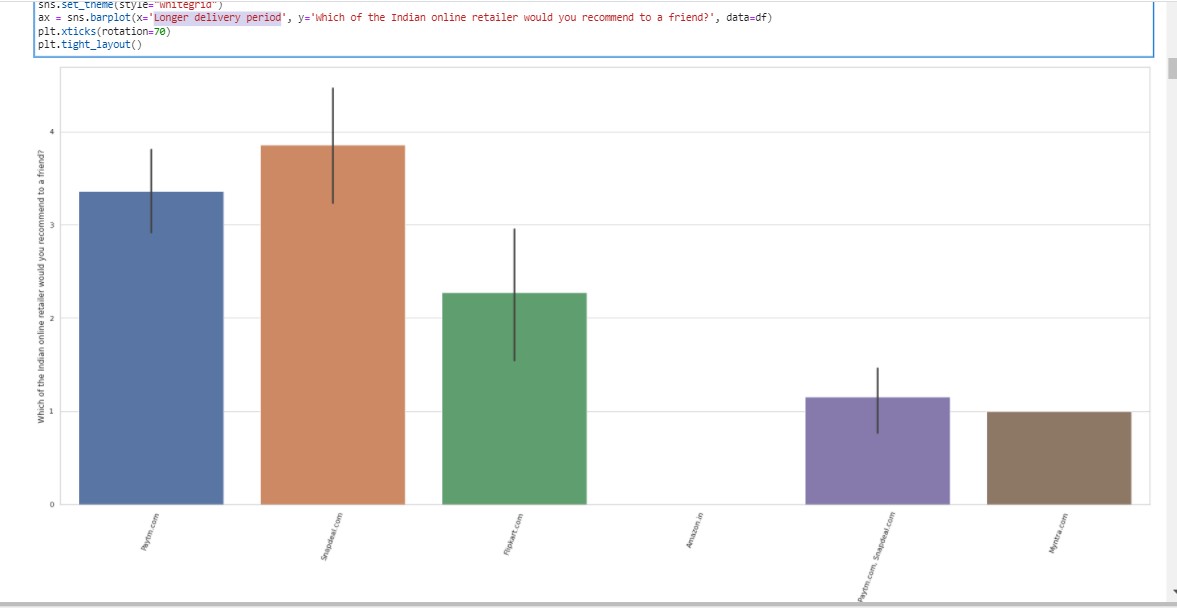 sns.set_theme(style="whitegrid")
ax = sns.barplot(x='Longer delivery period', y='Which of the Indian online retailer would you recommend to a friend?', data=df)
plt.xticks(rotation=70)
plt.tight_layout()
Which of the Indian online retailer would you recommend to a friend?
4
3
2
1
0
Paytm.com
Snapdeal.com
Flipkart.com
Amazon.in
Paytm.com, Snapdeal.com
Myntra.com